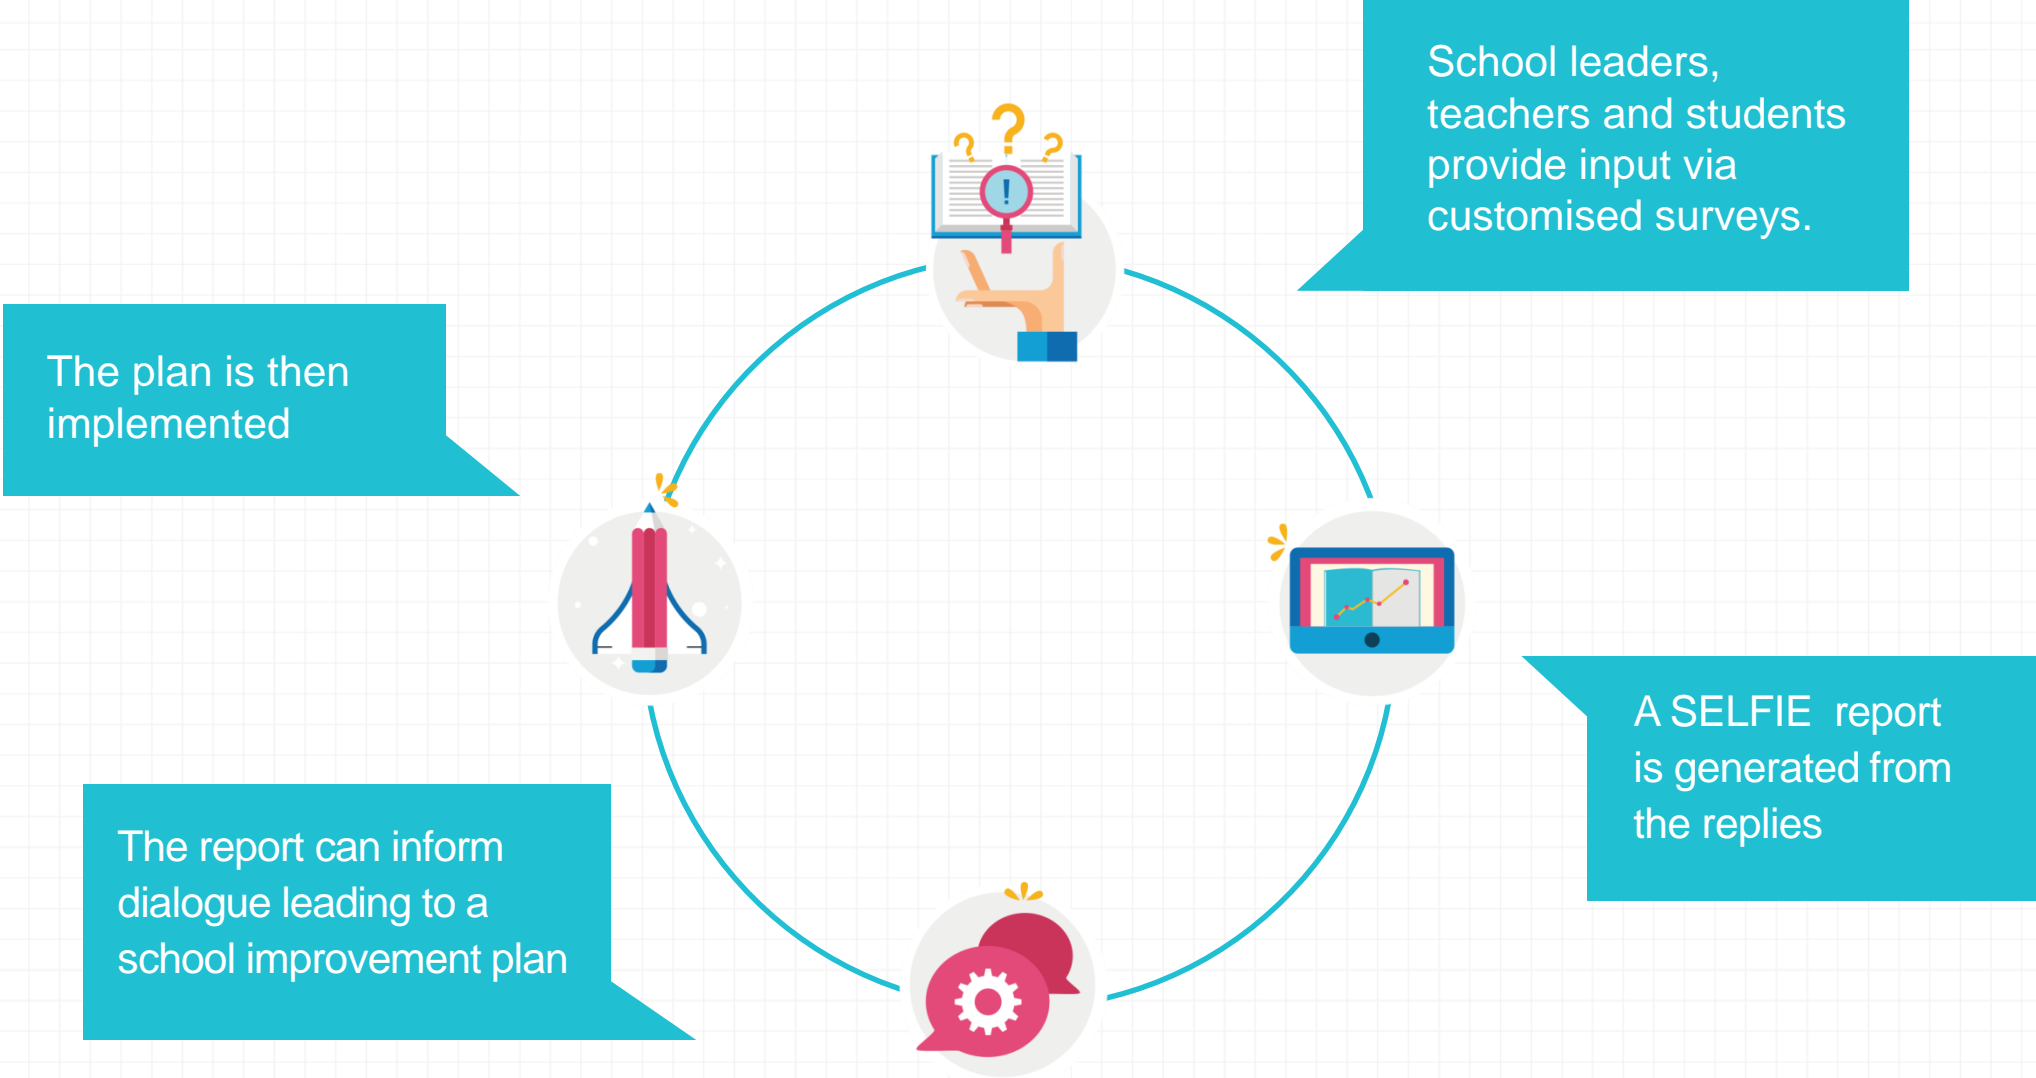 School leaders,
teachers and students
provide input via
customised surveys.
The plan is then
implemented
A SELFIE report
is generated from
the replies
The report can inform
dialogue leading to a
school improvement plan